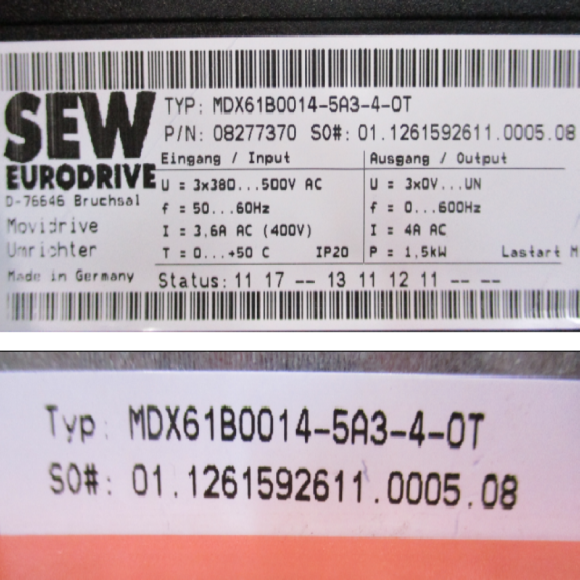 SEW
EURODRIVE
D-76646 Bruchsal
Movidrive
Umrichter
Made in Germany
TYP: MDX61B0014-5A3-4-0T
P/N: 08277370 SO#: 01.1261592611.0005.08
Eingang / Input
U = 3x380...500V AC
f = 50...60Hz
I = 3,6A AC (400V)
T = 0...+50 C IP20
Ausgang / Output
U = 3x0V...UN
f = 0...600Hz
I = 4A AC
P = 1,5kW Lastart M
Status: 11 17 -- 13 11 12 11 -- --
Typ: MDX61B0014-5A3-4-0T
SO#: 01.1261592611.0005.08